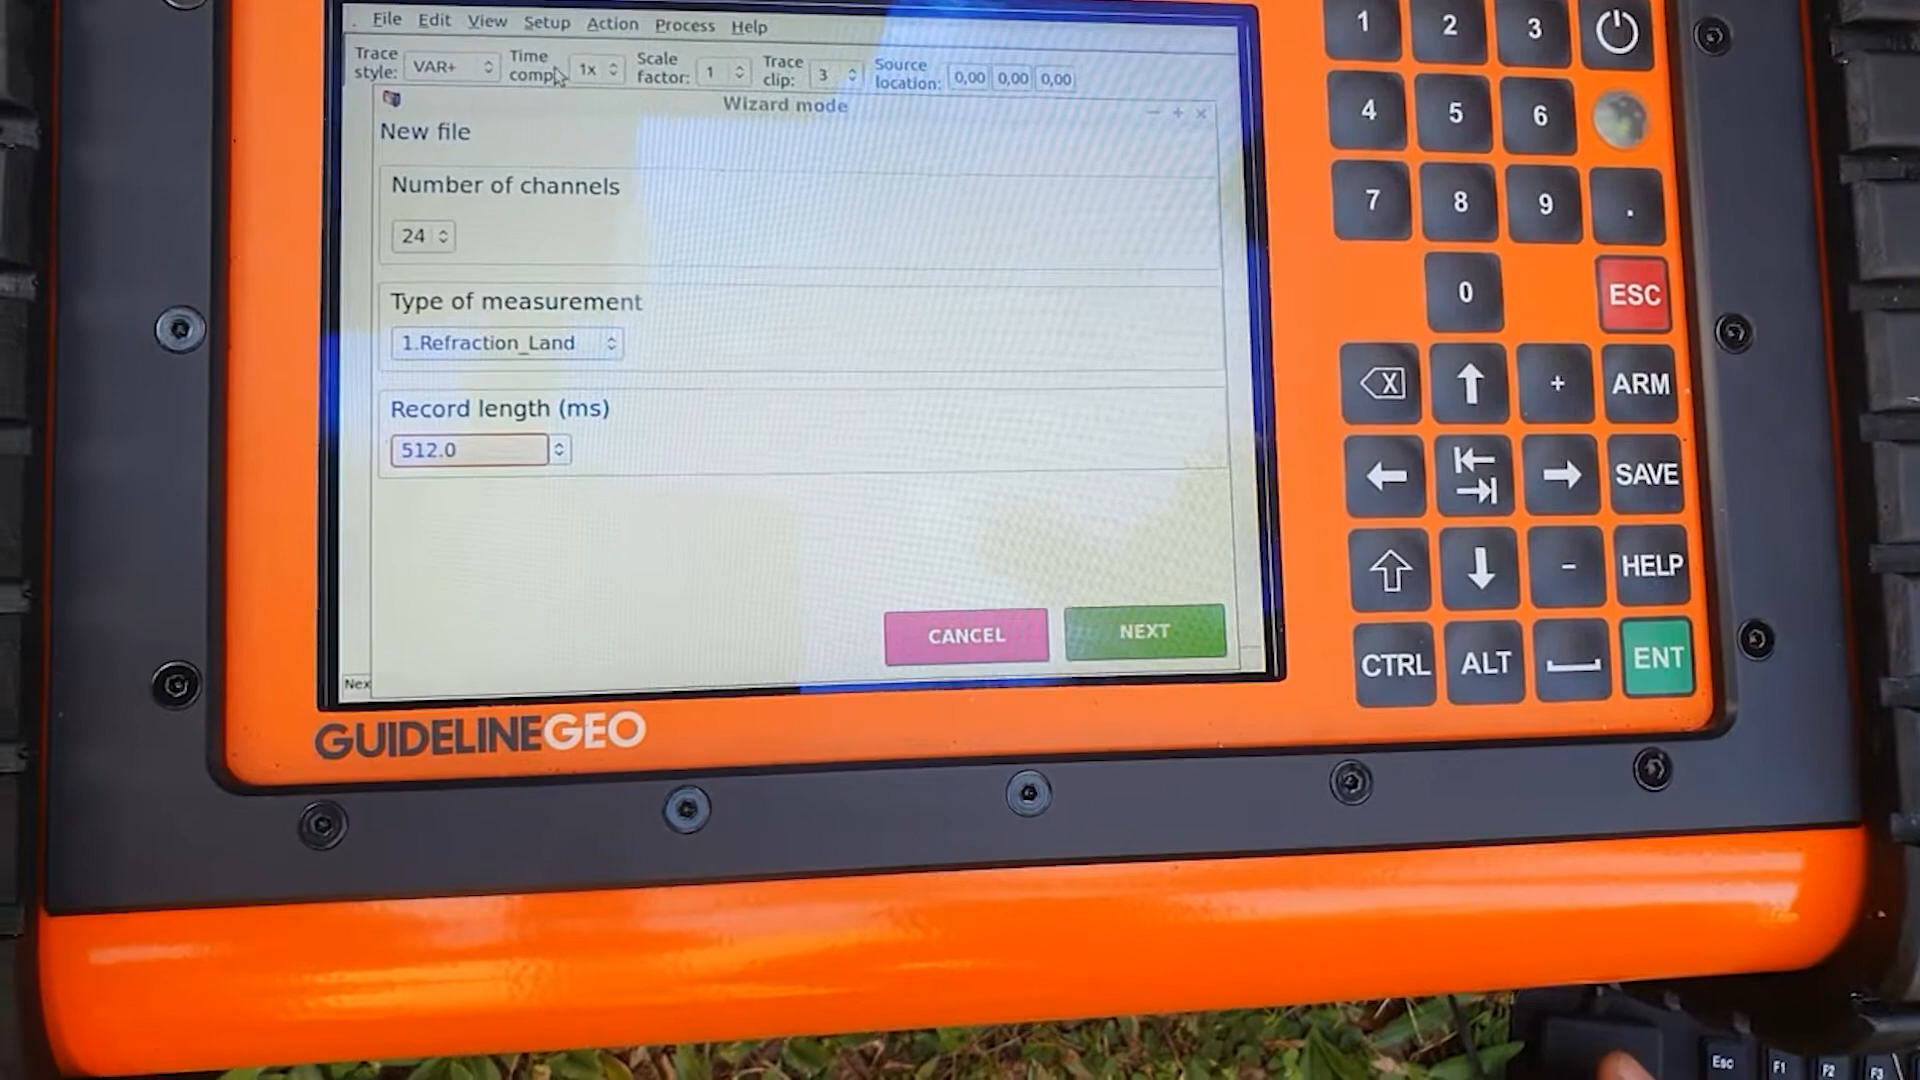 File Edit View Setup Action Process Help
Trace style: VAR+ Time comp. 1x Scale factor: 1 Trace clip: 3 Source location: 0,00 0,00 0,00
Wizard mode
New file
Number of channels
24
Type of measurement
1.Refraction_Land
Record length (ms)
512.0
CANCEL NEXT
Nex
GUIDELINEGEO
1 2 3
4 5 6
7 8 9 .
0 ESC
X + ARM
SAVE
- HELP
CTRL ALT ENT
Esc F1 F2 F3